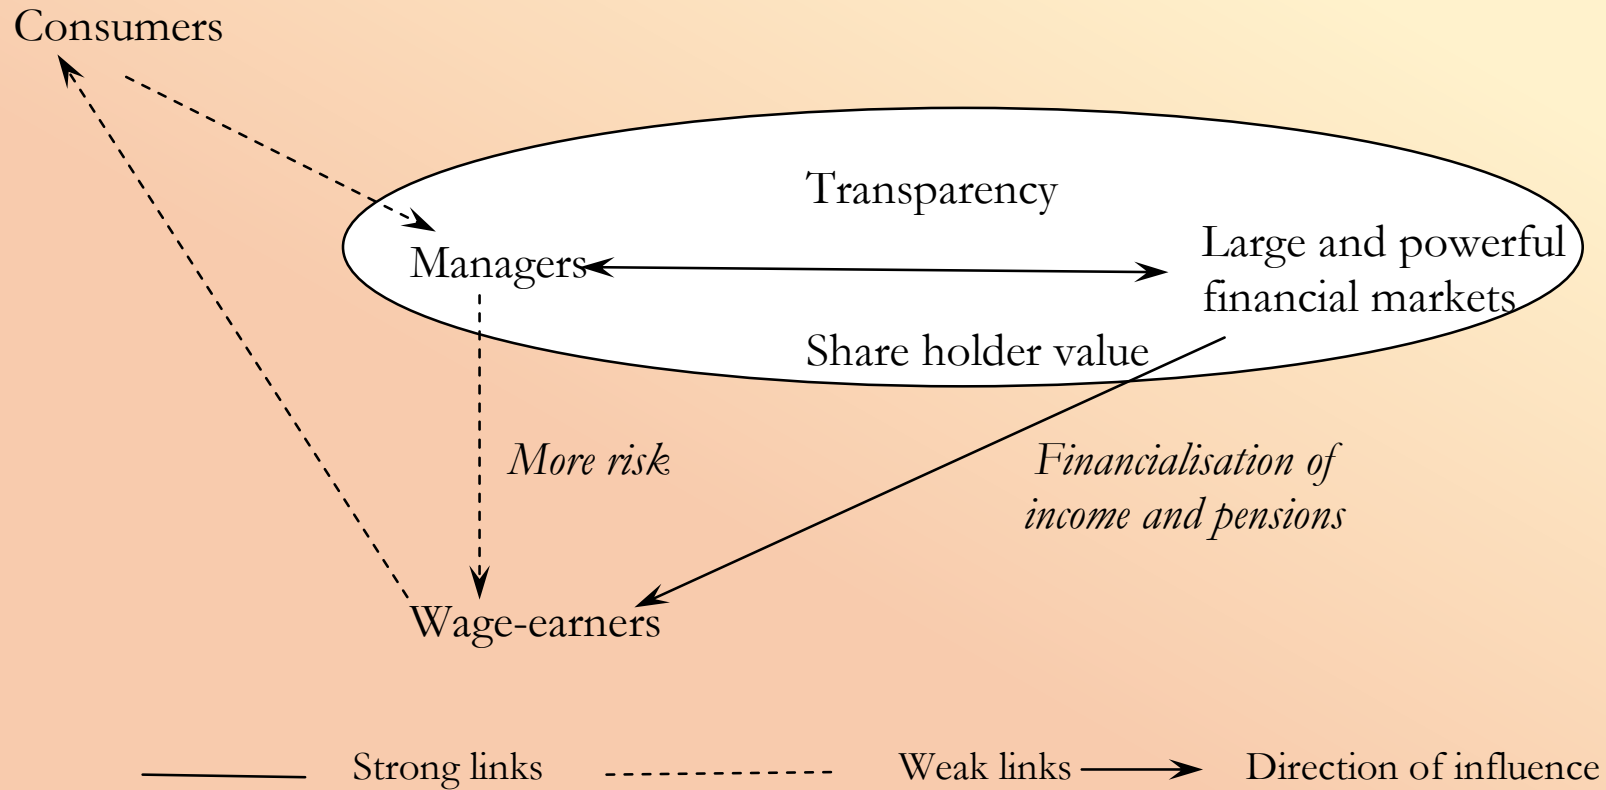 Consumers
Transparency
Managers
Large and powerful
financial markets
Share holder value
More risk
Financialisation of
income and pensions
Wage-earners
Strong links
Weak links
Direction of influence